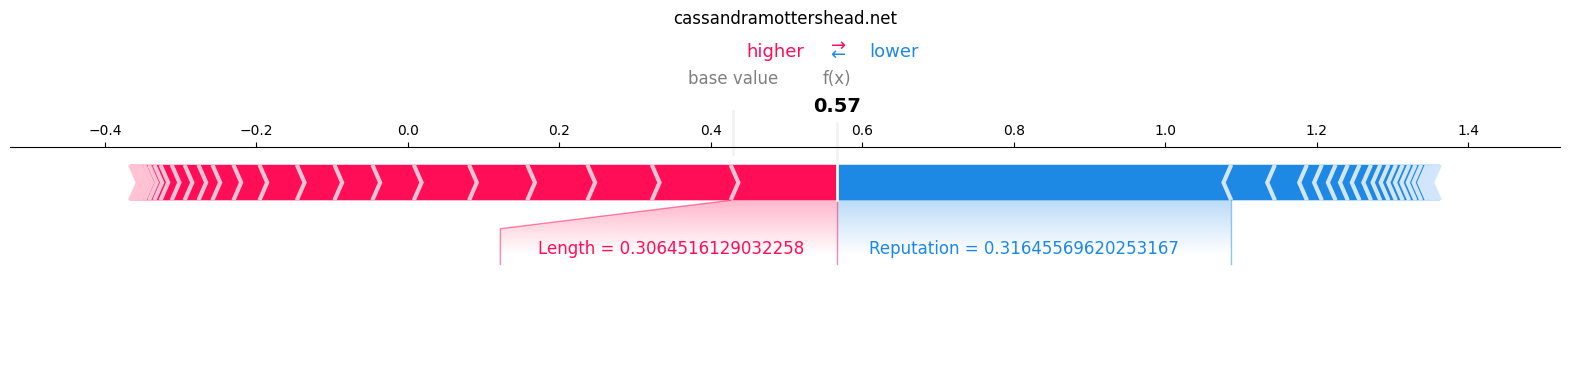 cassandramottershead.net
higher ⇄ lower
base value f(x)
0.57
−0.4 −0.2 0.0 0.2 0.4 0.6 0.8 1.0 1.2 1.4
Length = 0.3064516129032258 Reputation = 0.31645569620253167